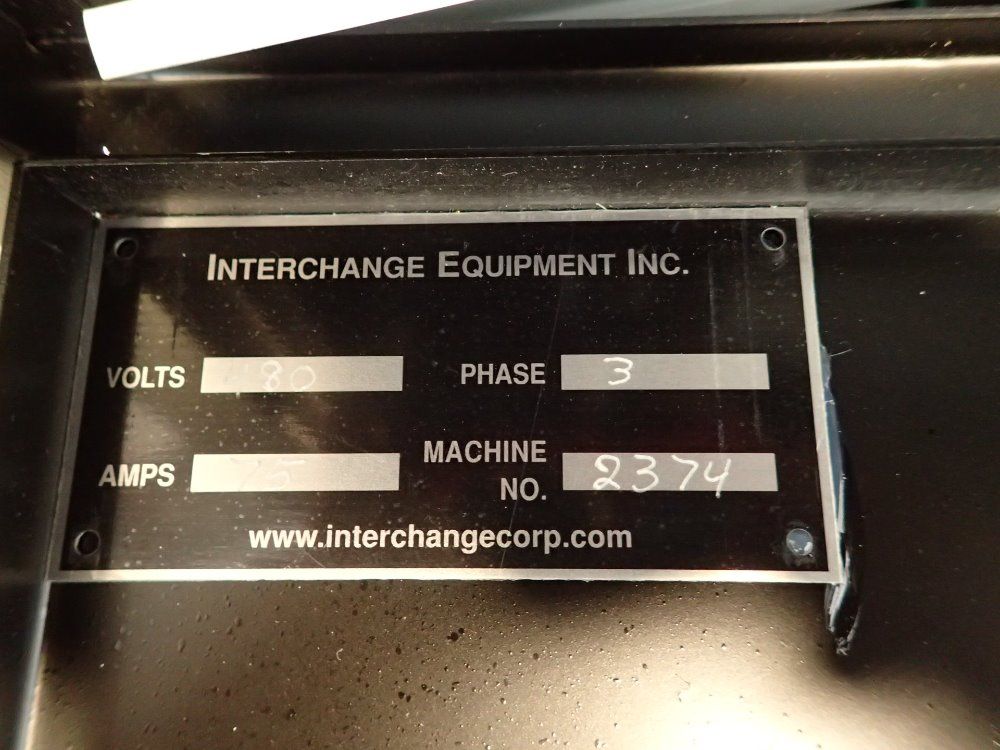 INTERCHANGE EQUIPMENT INC.
VOLTS 480 PHASE 3
AMPS 75 MACHINE NO. 2374
www.interchangecorp.com